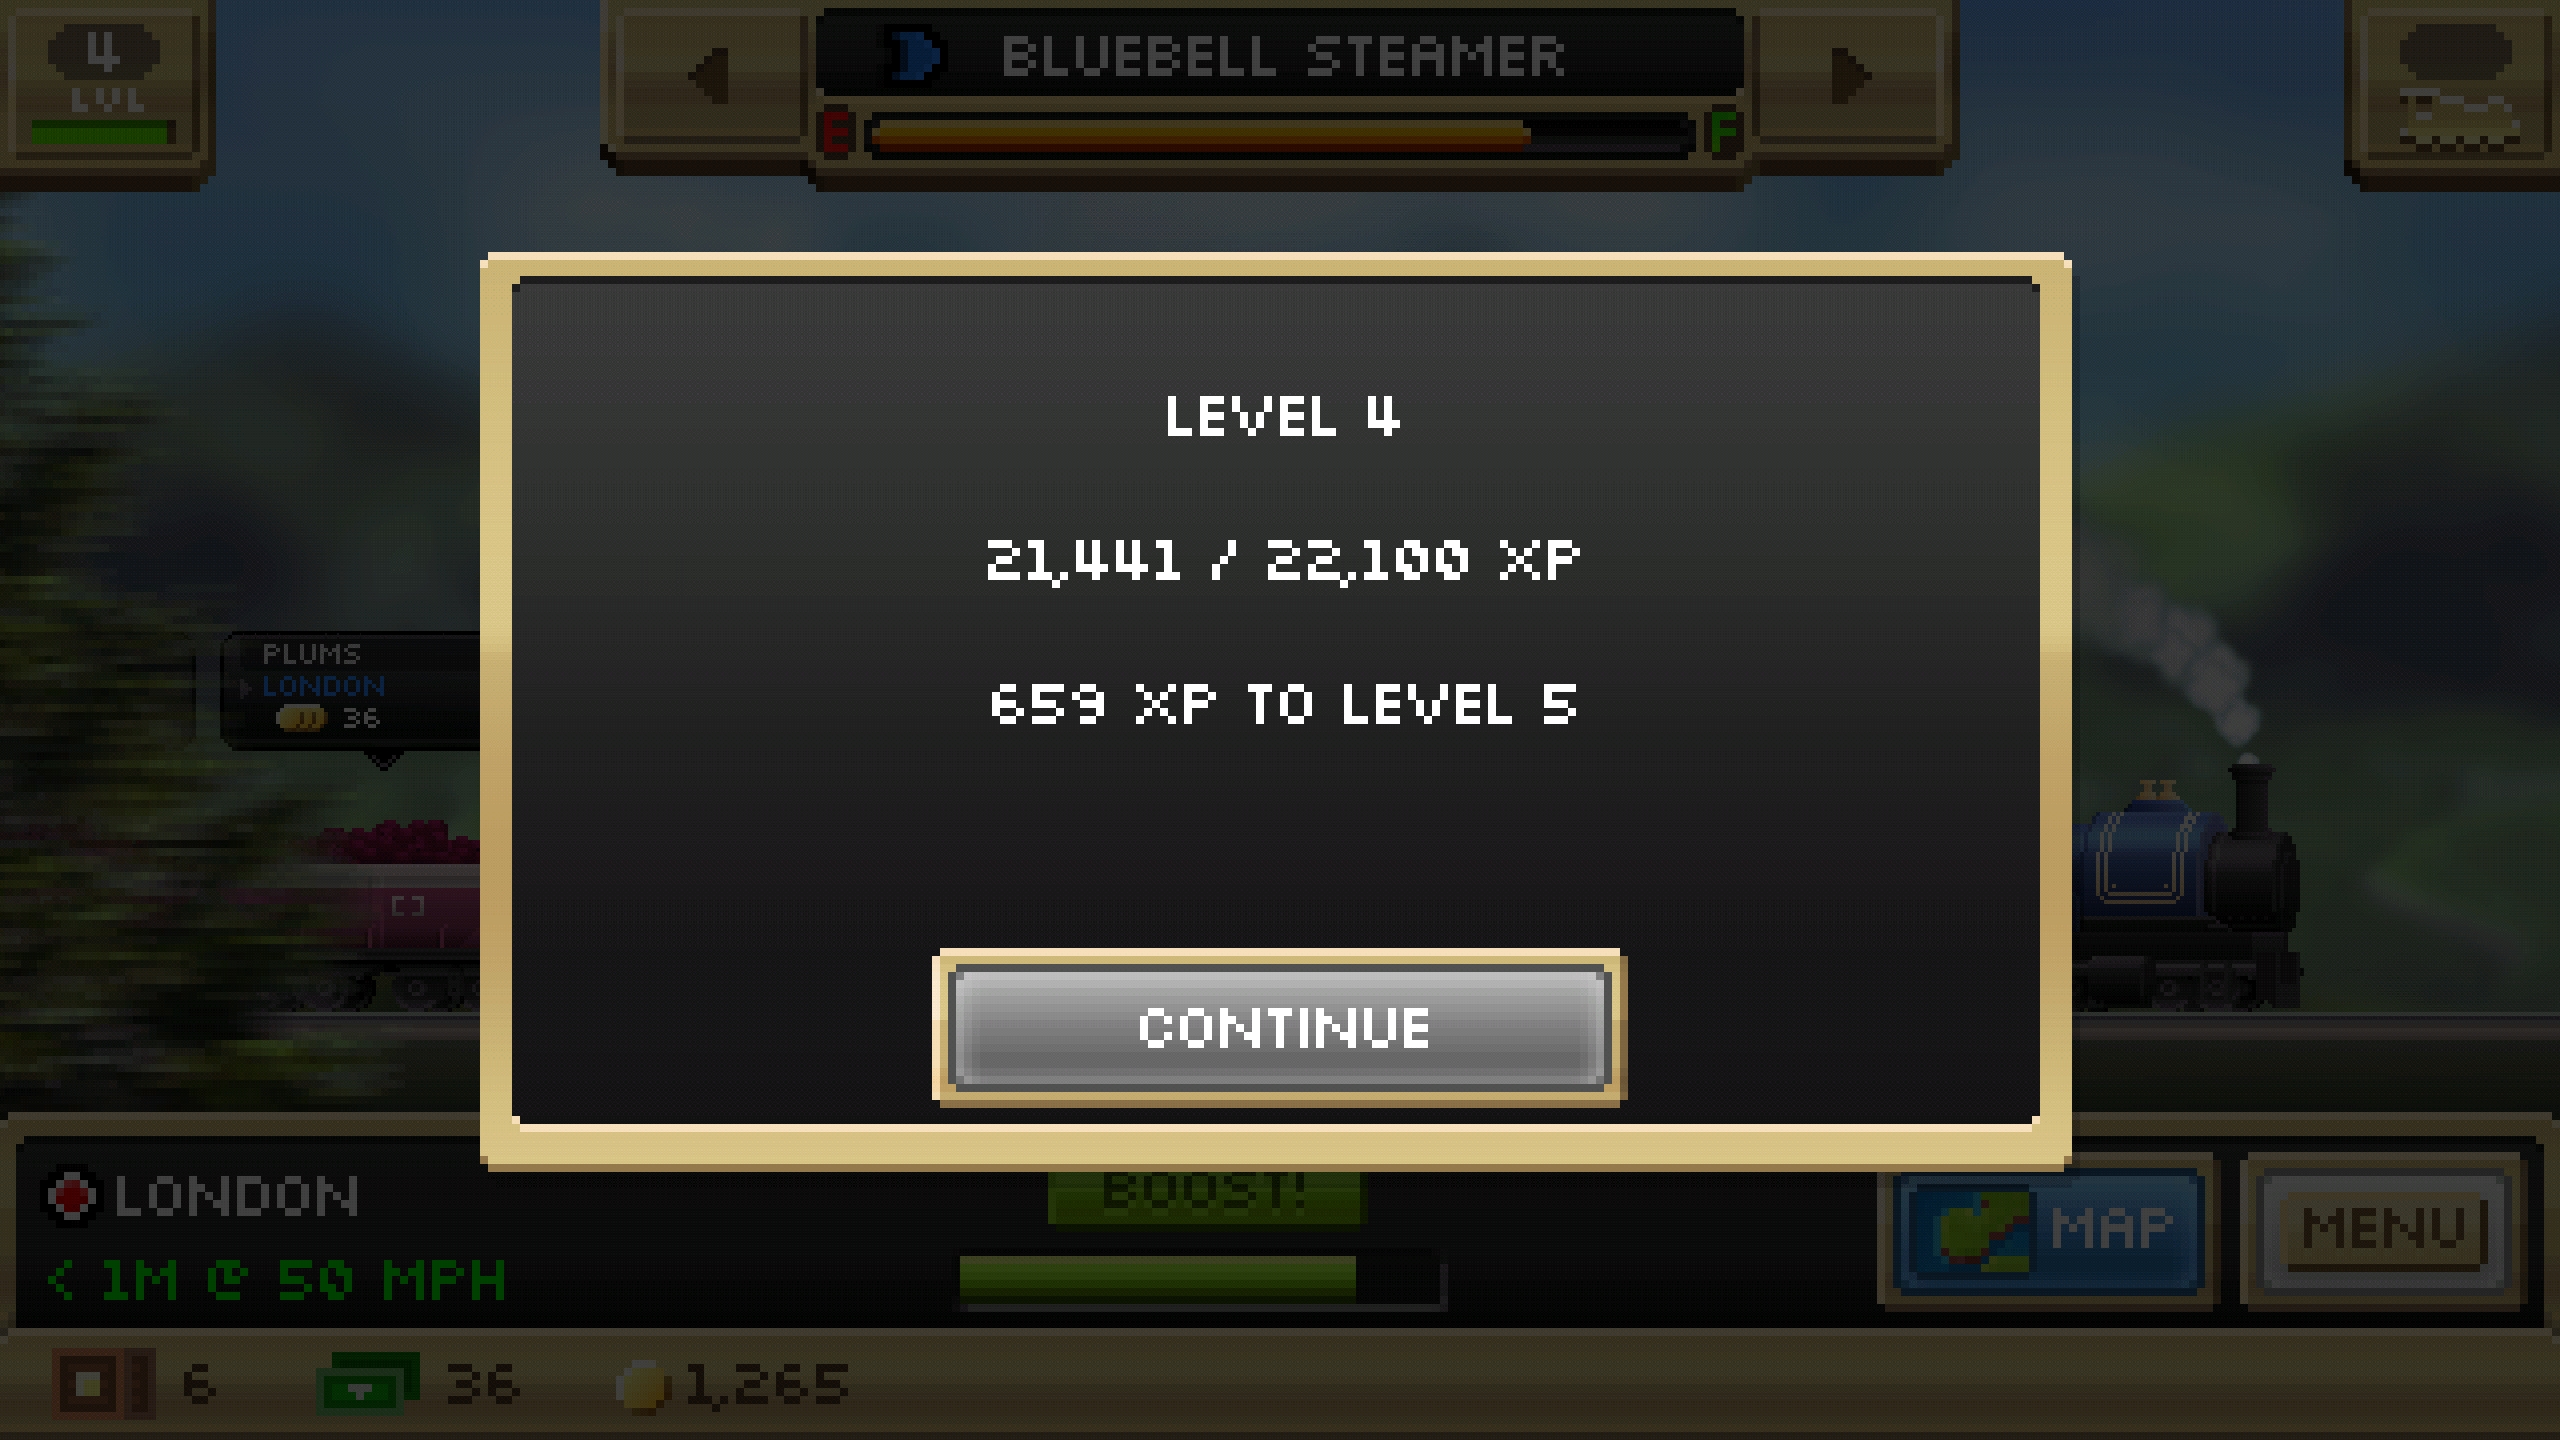 4
LVL
BLUEBELL STEAMER
E
F
LEVEL 4
21,441 / 22,100 XP
659 XP TO LEVEL 5
PLUMS
LONDON
36
CONTINUE
LONDON
< 1M @ 50 MPH
BOOST!
MAP
MENU
6
36
1,265